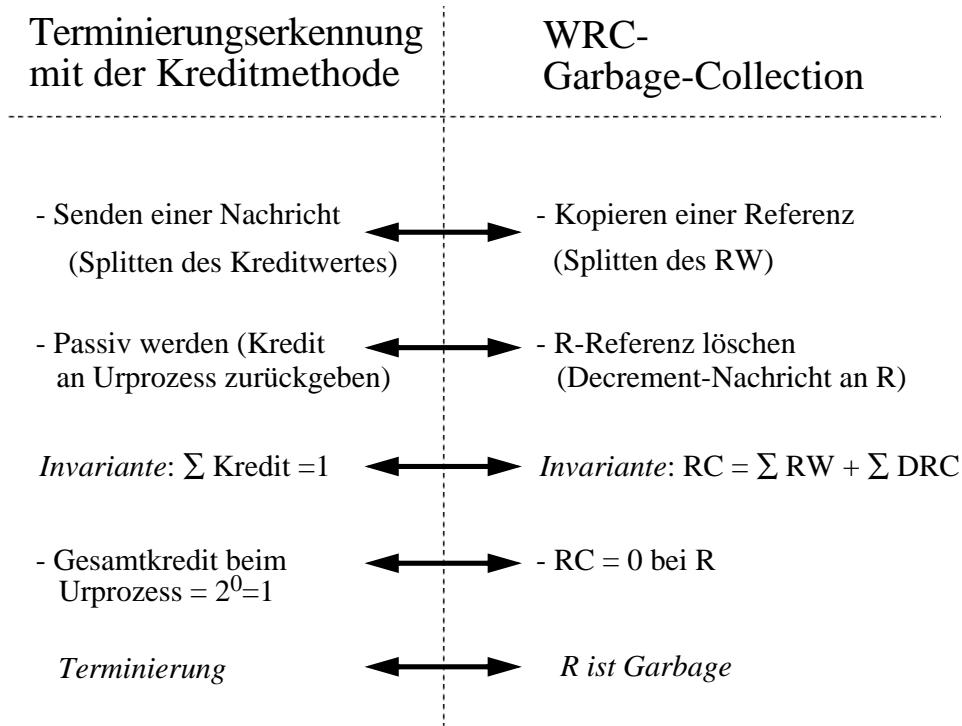 Terminierungserkennung
mit der Kreditmethode
WRC-
Garbage-Collection
- Senden einer Nachricht
(Splitten des Kreditwertes)
- Kopieren einer Referenz
(Splitten des RW)
- Passiv werden (Kredit
an Urprozess zurückgeben)
- R-Referenz löschen
(Decrement-Nachricht an R)
Invariante: Σ Kredit =1
Invariante: RC = Σ RW + Σ DRC
- Gesamtkredit beim
Urprozess = 2⁰=1
- RC = 0 bei R
Terminierung
R ist Garbage